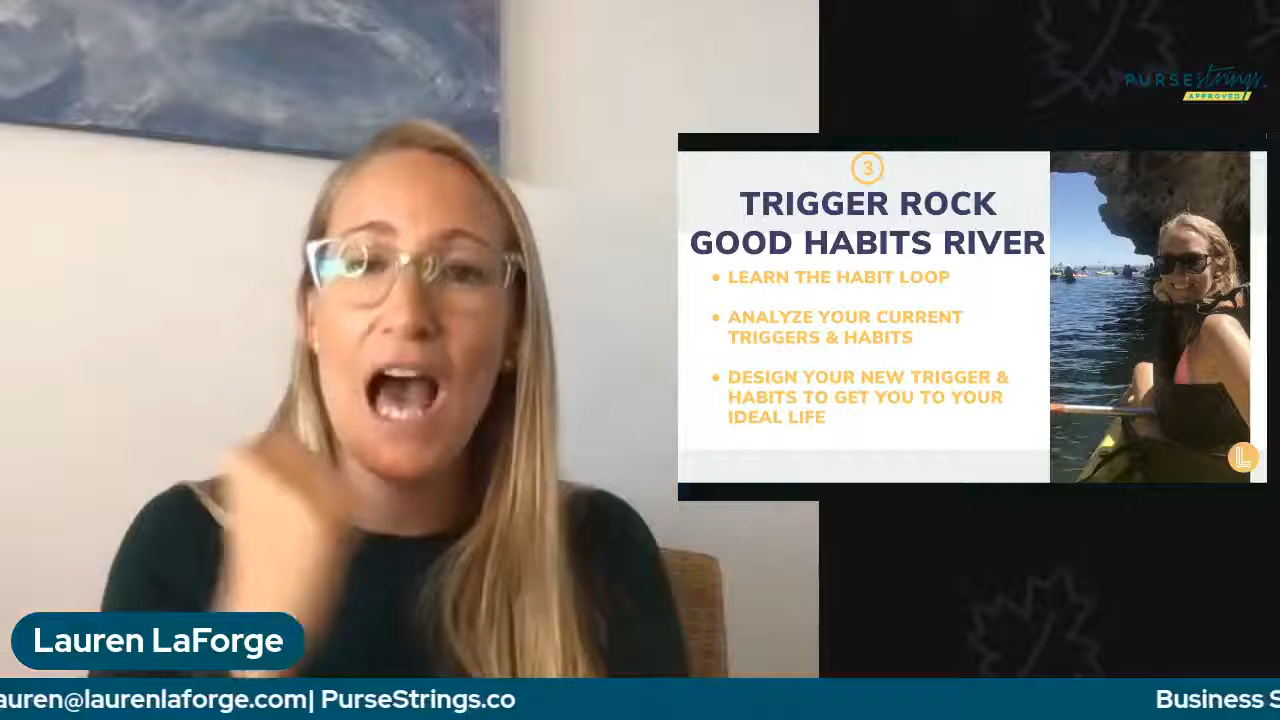 PURSEstrings
APPROVED
3
TRIGGER ROCK
GOOD HABITS RIVER
• LEARN THE HABIT LOOP
• ANALYZE YOUR CURRENT
TRIGGERS & HABITS
• DESIGN YOUR NEW TRIGGER &
HABITS TO GET YOU TO YOUR
IDEAL LIFE
L
Lauren LaForge
auren@laurenlaforge.com| PurseStrings.co
Business S